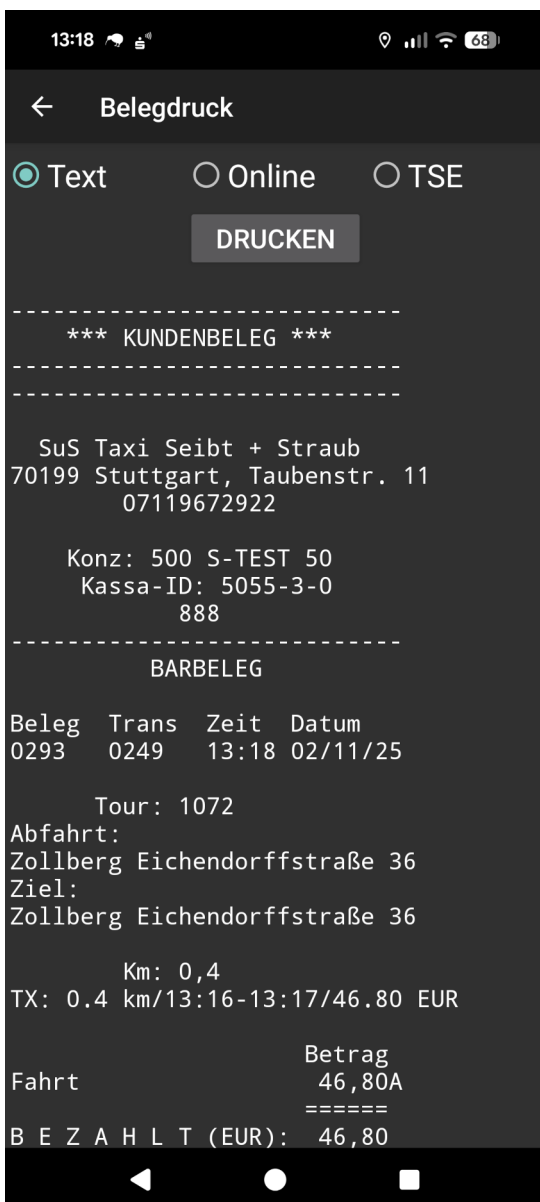 13:18
68
Belegdruck
Text Online TSE
DRUCKEN
----------------------------
*** KUNDENBELEG ***
----------------------------
----------------------------
SuS Taxi Seibt + Straub
70199 Stuttgart, Taubenstr. 11
07119672922
Konz: 500 S-TEST 50
Kassa-ID: 5055-3-0
888
----------------------------
BARBELEG
Beleg Trans Zeit Datum
0293 0249 13:18 02/11/25
Tour: 1072
Abfahrt:
Zollberg Eichendorffstraße 36
Ziel:
Zollberg Eichendorffstraße 36
Km: 0,4
TX: 0.4 km/13:16-13:17/46.80 EUR
Betrag
Fahrt 46,80A
======
B E Z A H L T (EUR): 46,80